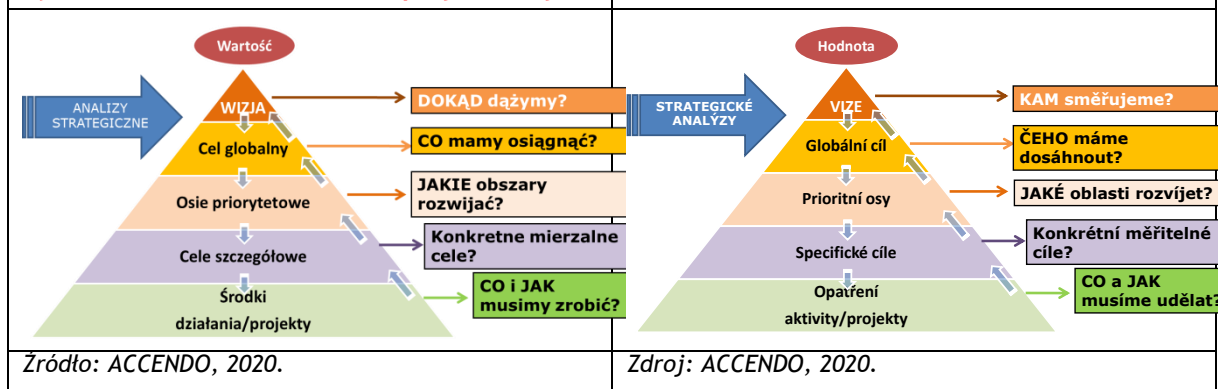 Wartość
ANALIZY
STRATEGICZNE
WIZJA
DOKĄD dążymy?
Cel globalny
CO mamy osiągnąć?
Osie priorytetowe
JAKIE obszary
rozwijać?
Cele szczegółowe
Konkretne mierzalne
cele?
Środki
działania/projekty
CO i JAK
musimy zrobić?
Źródło: ACCENDO, 2020.
Hodnota
STRATEGICKÉ
ANALÝZY
VIZE
KAM směřujeme?
Globální cíl
ČEHO máme
dosáhnout?
Prioritní osy
JAKÉ oblasti rozvíjet?
Specifické cíle
Konkrétní měřitelné
cíle?
Opatření
aktivity/projekty
CO a JAK
musíme udělat?
Zdroj: ACCENDO, 2020.